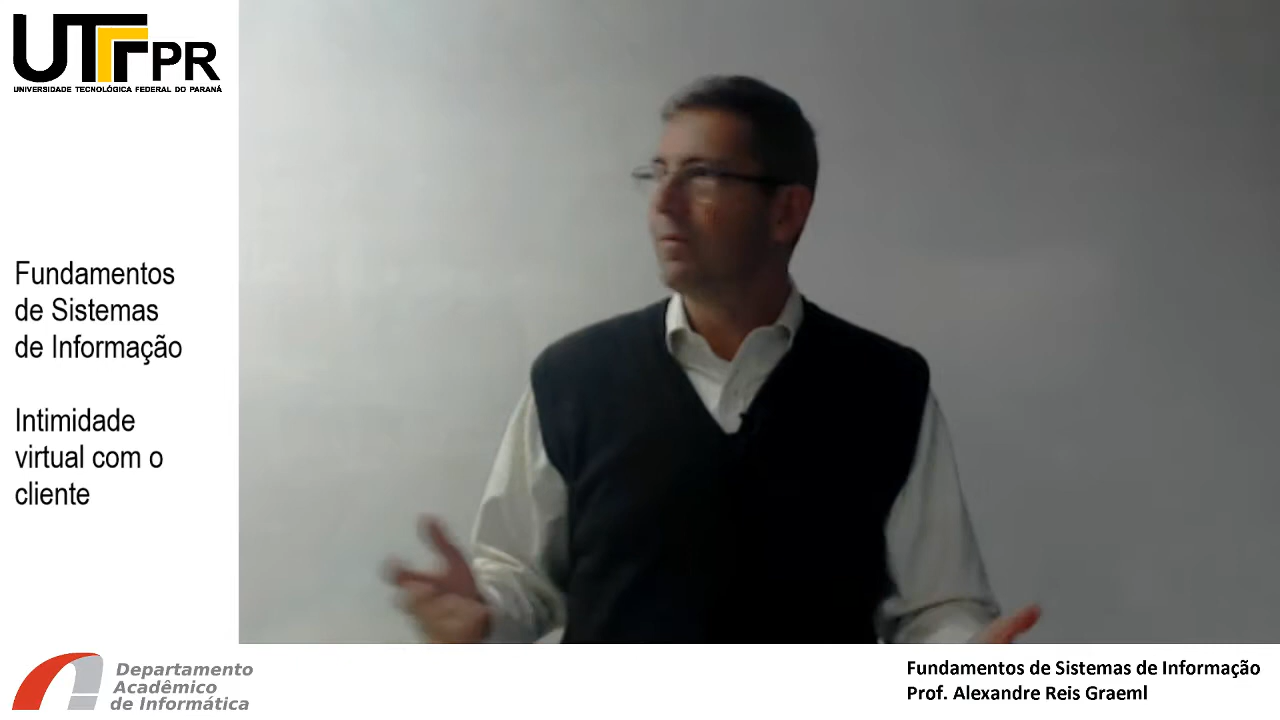 UTFPR
UNIVERSIDADE TECNOLÓGICA FEDERAL DO PARANÁ
Fundamentos
de Sistemas
de Informação
Intimidade
virtual com o
cliente
Departamento
Acadêmico
de Informática
Fundamentos de Sistemas de Informação
Prof. Alexandre Reis Graeml